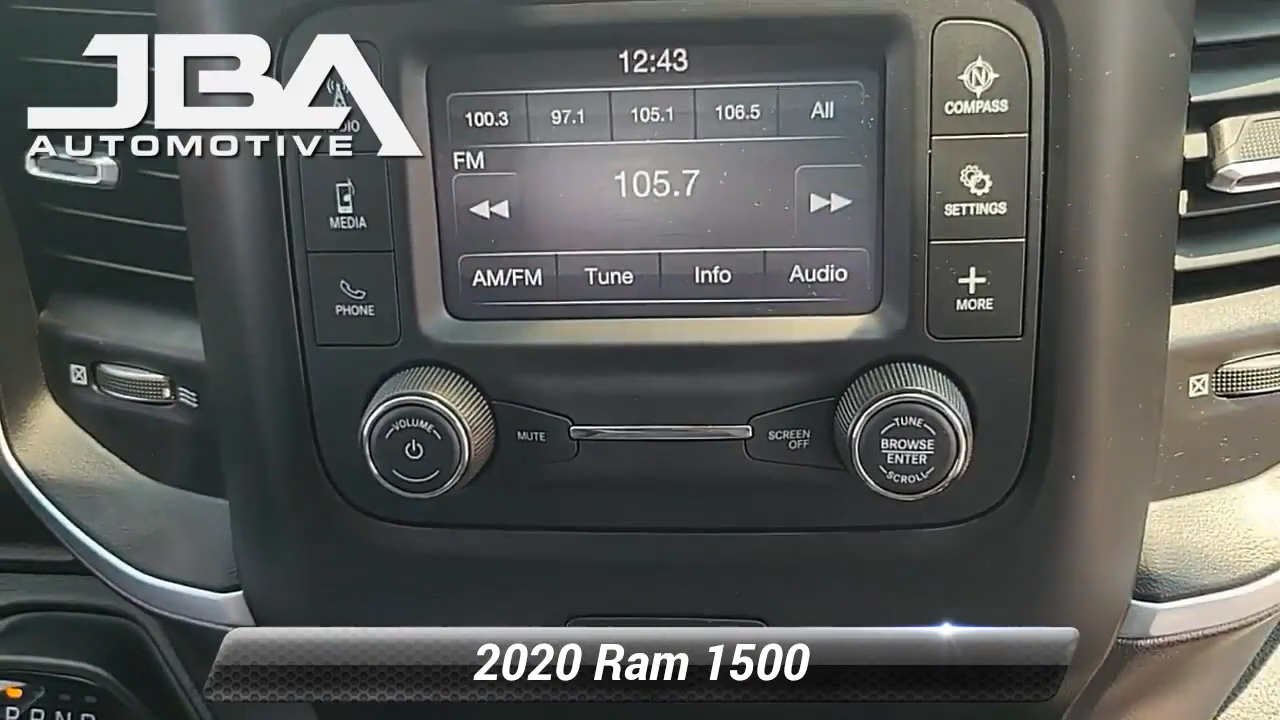 JBA
AUTOMOTIVE
12:43
100.3 97.1 105.1 106.5 All
FM
105.7
AM/FM Tune Info Audio
MEDIA
PHONE
N
COMPASS
SETTINGS
MORE
VOLUME
MUTE
SCREEN
OFF
TUNE
BROWSE
ENTER
SCROLL
2020 Ram 1500
P R N D